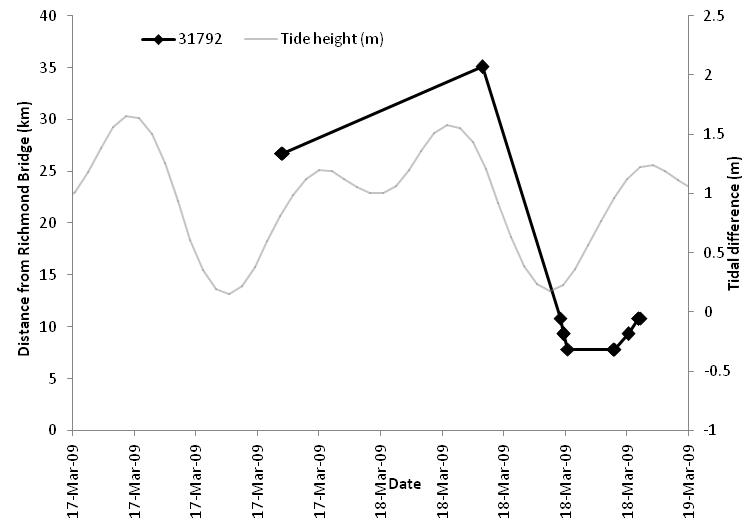 40
35
30
25
20
15
10
5
0
Distance from Richmond Bridge (km)
31792
Tide height (m)
2.5
2
1.5
1
0.5
0
-0.5
-1
Tidal difference (m)
17-Mar-09
17-Mar-09
17-Mar-09
17-Mar-09
17-Mar-09
18-Mar-09
18-Mar-09
18-Mar-09
18-Mar-09
18-Mar-09
19-Mar-09
Date